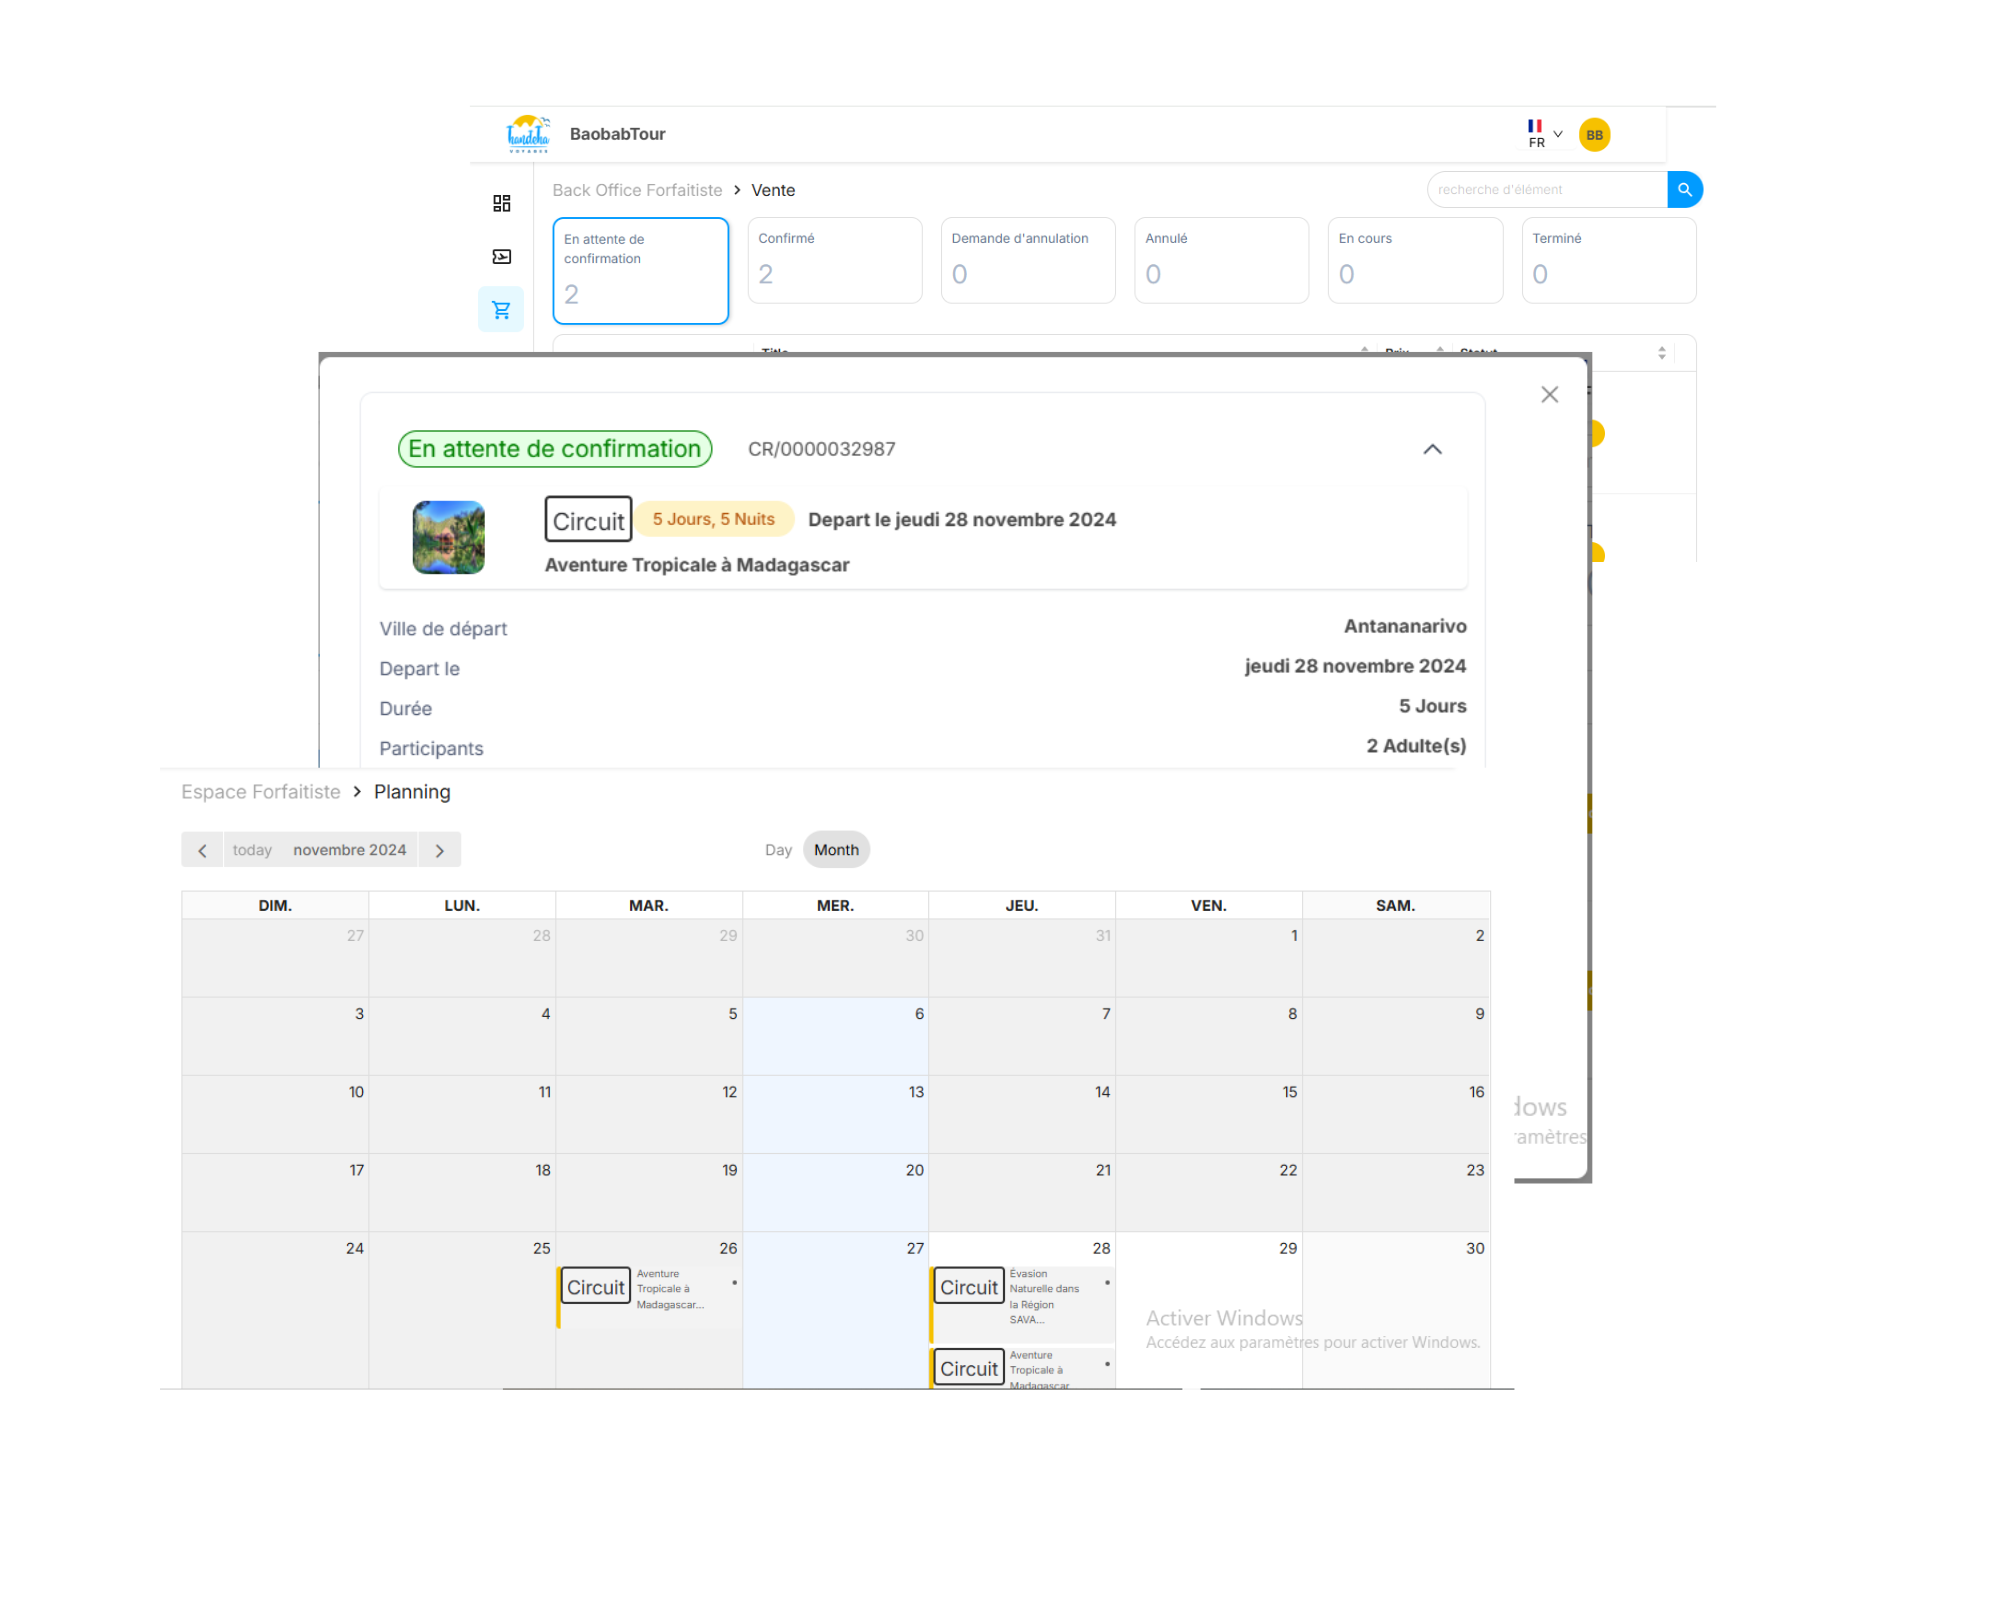 handeha
VOYAGES
BaobabTour
FR
BB
Back Office Forfaitiste > Vente
recherche d'élément
En attente de confirmation
2
Confirmé
2
Demande d'annulation
0
Annulé
0
En cours
0
Terminé
0
Title
Prix
Statut
En attente de confirmation
CR/0000032987
Circuit
5 Jours, 5 Nuits
Depart le jeudi 28 novembre 2024
Aventure Tropicale à Madagascar
Ville de départ
Antananarivo
Depart le
jeudi 28 novembre 2024
Durée
5 Jours
Participants
2 Adulte(s)
Espace Forfaitiste > Planning
today
novembre 2024
Day
Month
DIM. LUN. MAR. MER. JEU. VEN. SAM.
27 28 29 30 31 1 2
3 4 5 6 7 8 9
10 11 12 13 14 15 16
dows
ramètres
17 18 19 20 21 22 23
24 25 26 27 28 29 30
Circuit
Aventure
Tropicale à
Madagascar...
Circuit
Évasion
Naturelle dans
la Région
SAVA...
Circuit
Aventure
Tropicale à
Madagascar
Activer Windows
Accédez aux paramètres pour activer Windows.